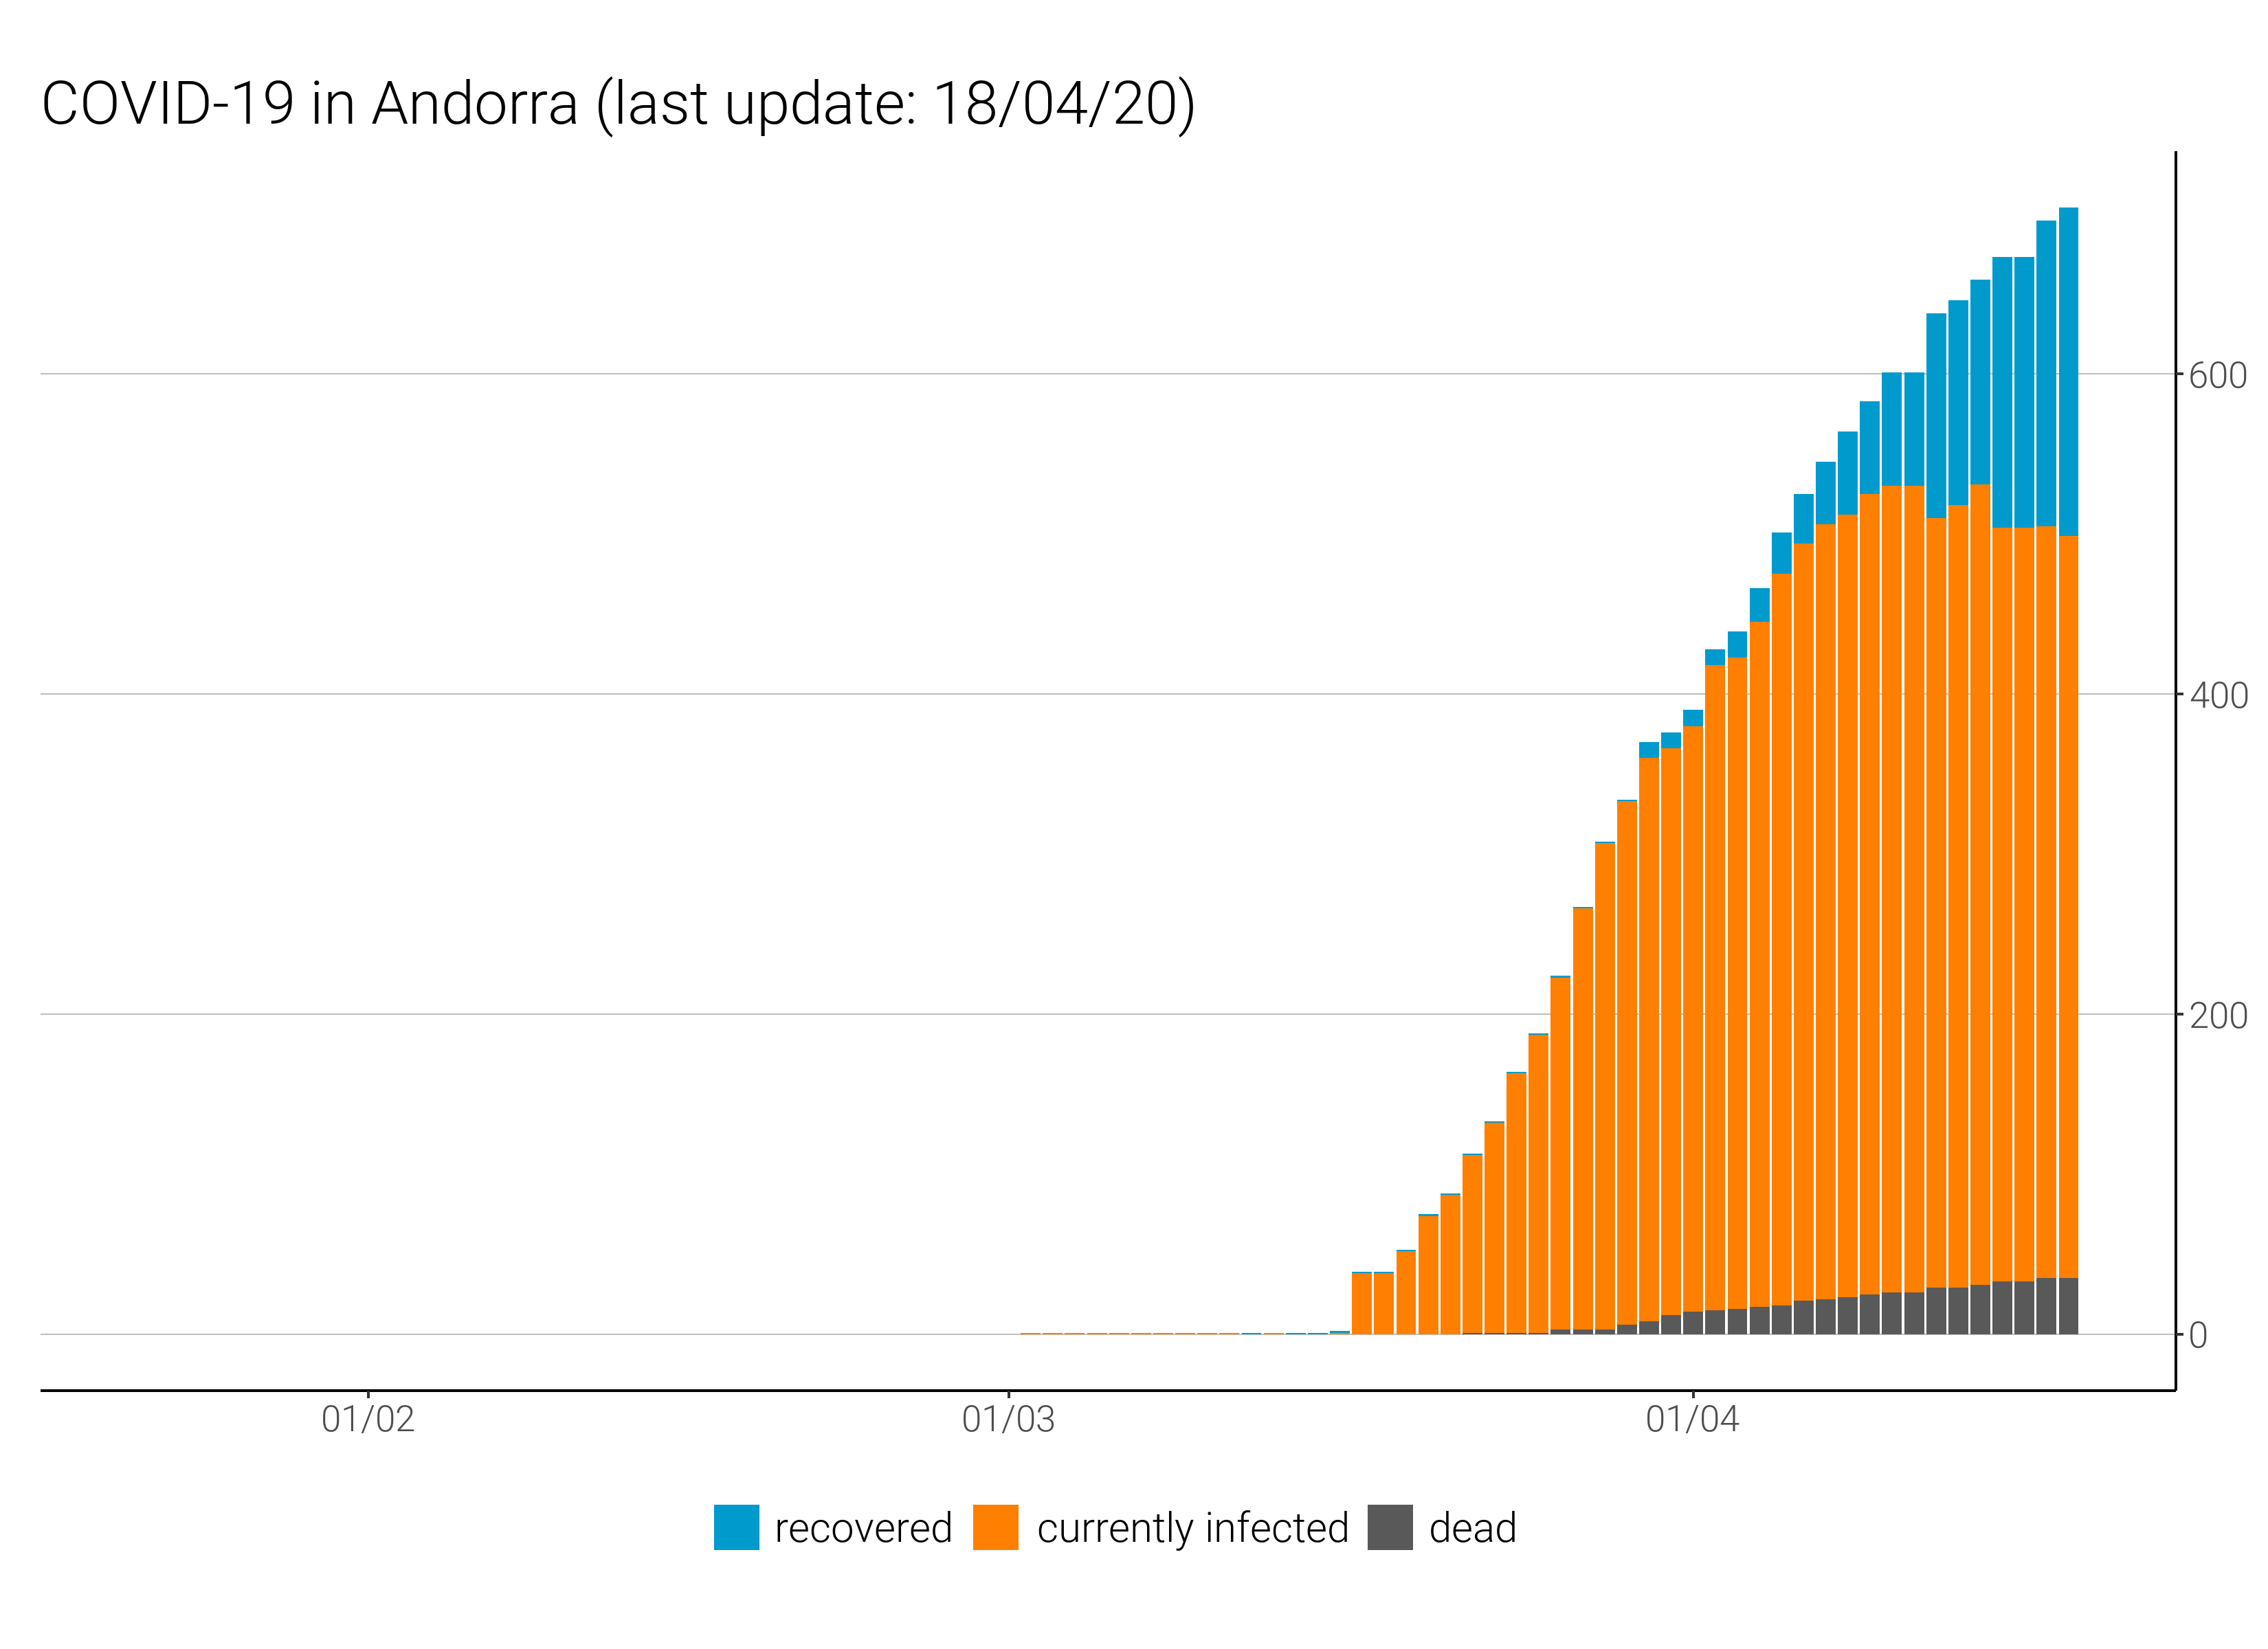 COVID-19 in Andorra (last update: 18/04/20)
600
400
200
0
01/02 01/03 01/04
recovered currently infected dead